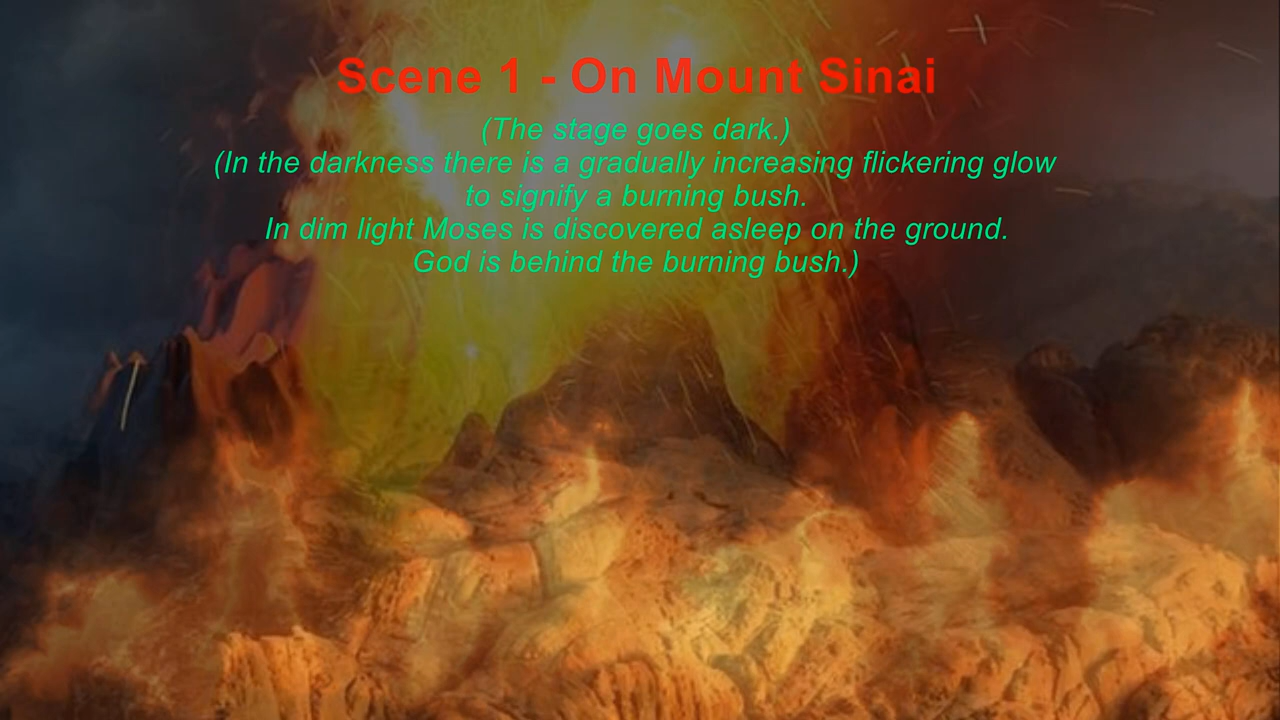 Scene 1 - On Mount Sinai
(The stage goes dark.)
(In the darkness there is a gradually increasing flickering glow
to signify a burning bush.
In dim light Moses is discovered asleep on the ground.
God is behind the burning bush.)